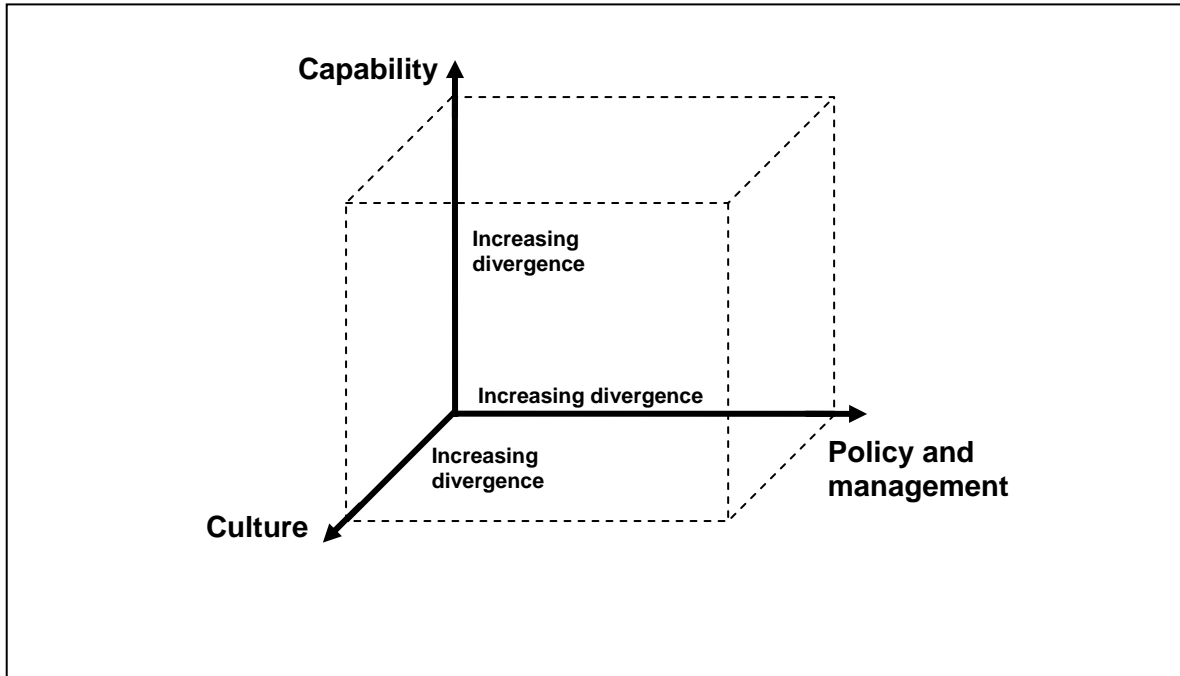 Capability
Increasing
divergence
Increasing divergence
Increasing
divergence
Policy and
management
Culture